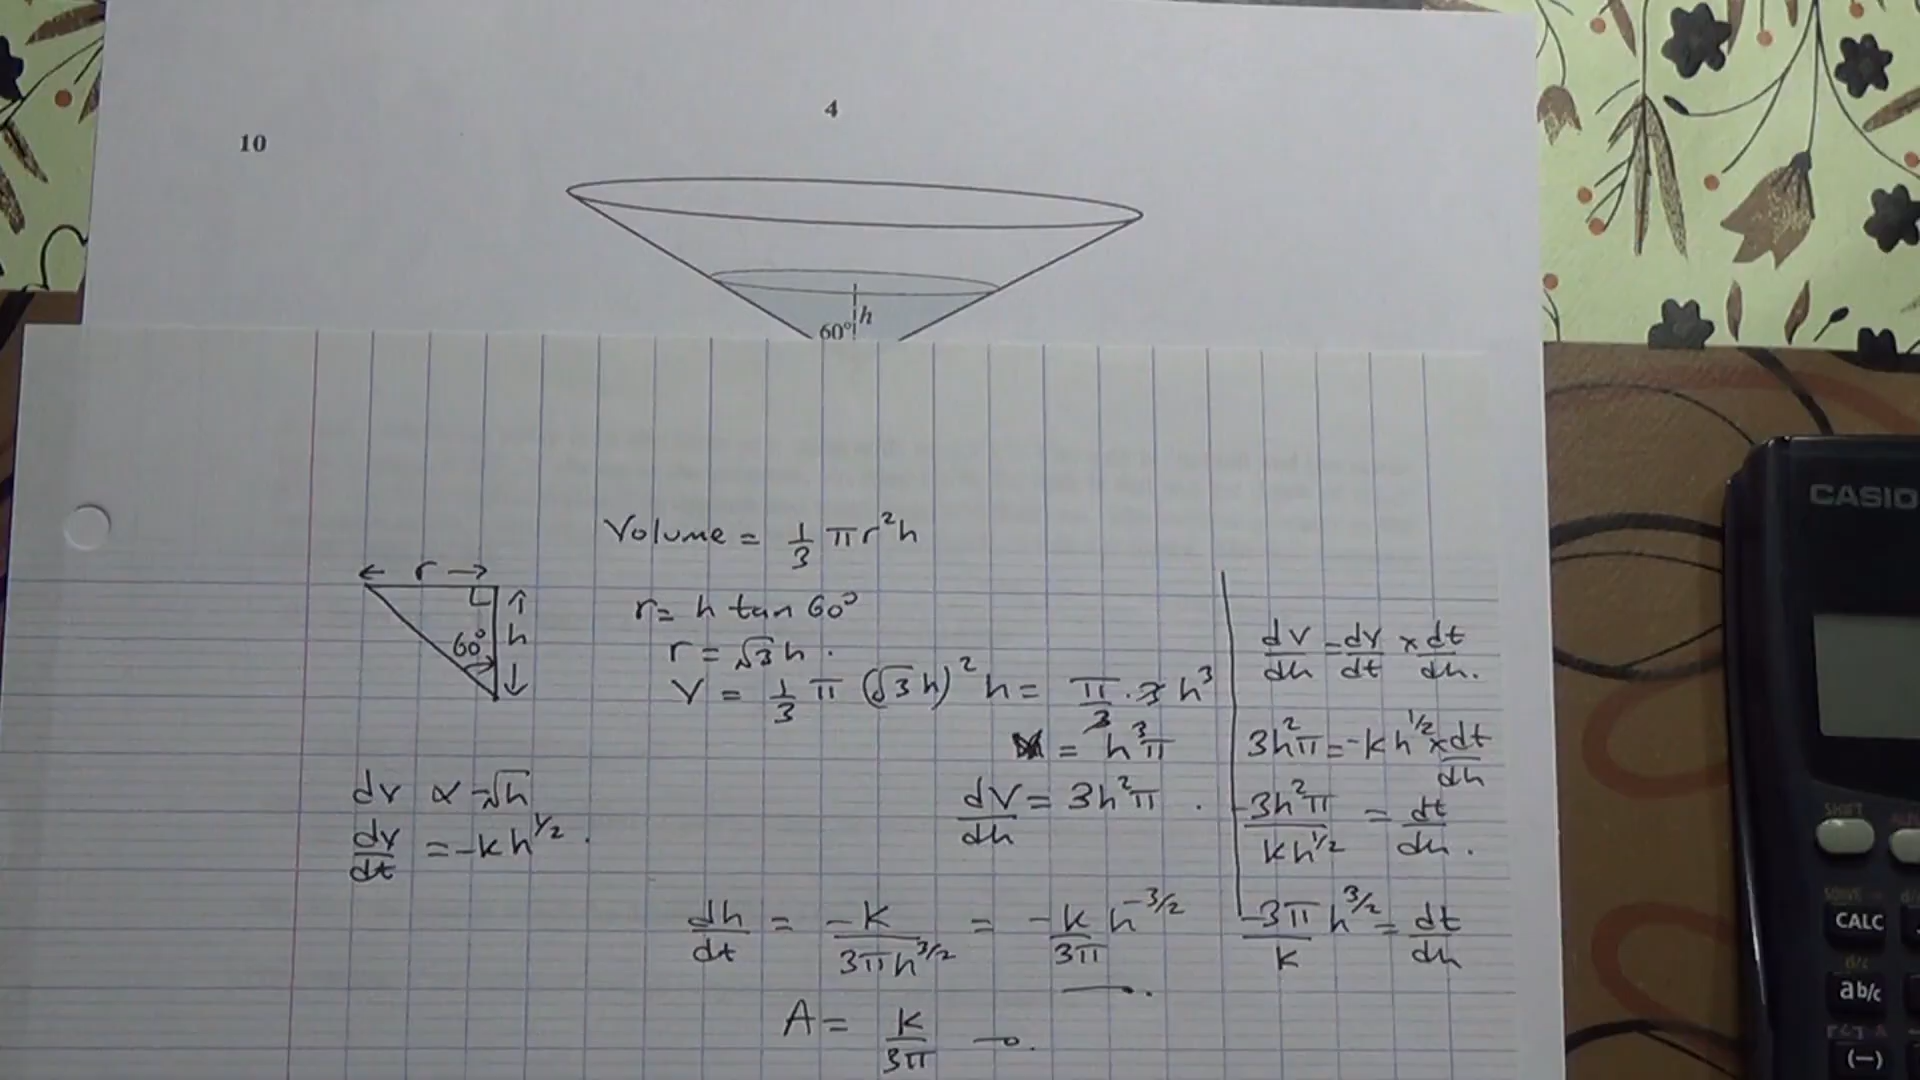 4
10
h
60°
Volume = 1/3 πr²h
← r →
r = h tan 60°
↑ h ↓
60°
r = √3 h .
V = 1/3 π (√3 h)² h = π/3 . 3 h³
= h³π
dv ∝ -√h
dv/dt = -k h^1/2 .
dV/dh = 3h²π .
dv/dh = dv/dt × dt/dh .
3h²π = -k h^1/2 × dt/dh
-3h²π / k h^1/2 = dt/dh .
-3π/k h^3/2 = dt/dh
dh/dt = -k / 3π h^3/2 = -k/3π h^-3/2
A = k/3π
CASIO
SHIFT
CALC
ab/c
(−)